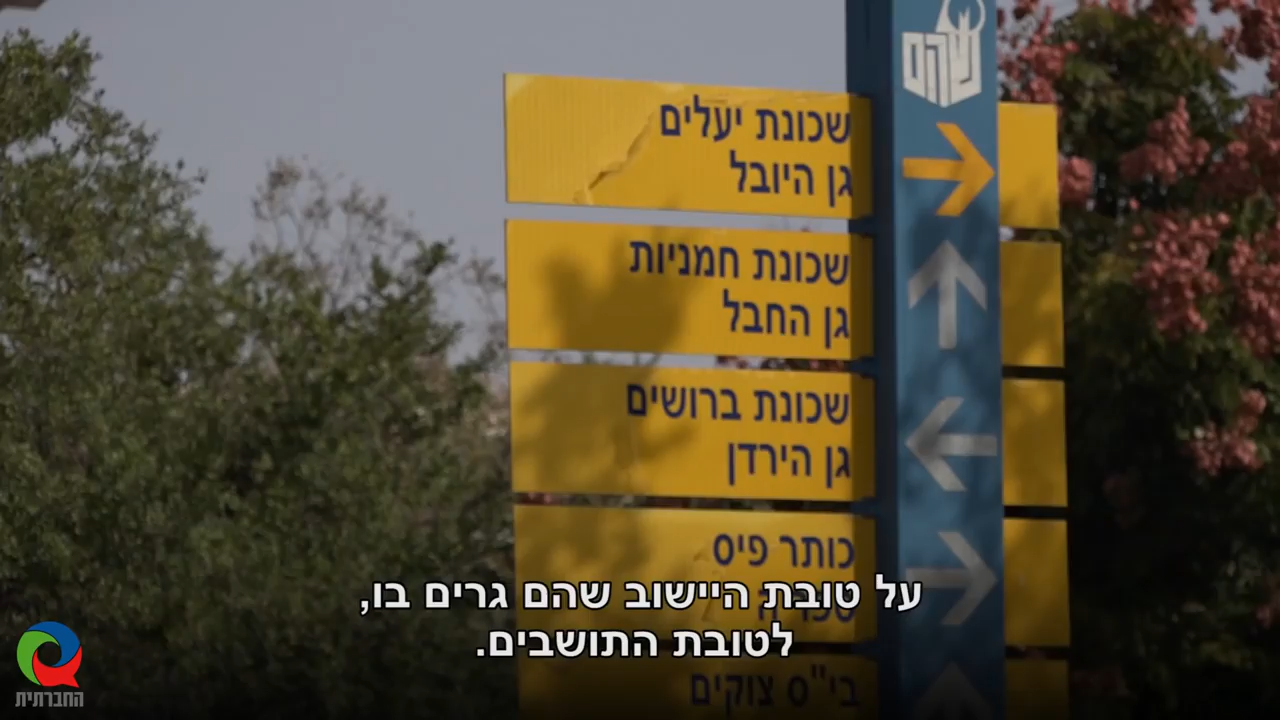 שהם
שכונת יעלים
גן היובל
שכונת חמניות
גן החבל
שכונת ברושים
גן הירדן
כותר פיס
ספריה
על טובת היישוב שהם גרים בו,
לטובת התושבים.
בי"ס צוקים
החברתית